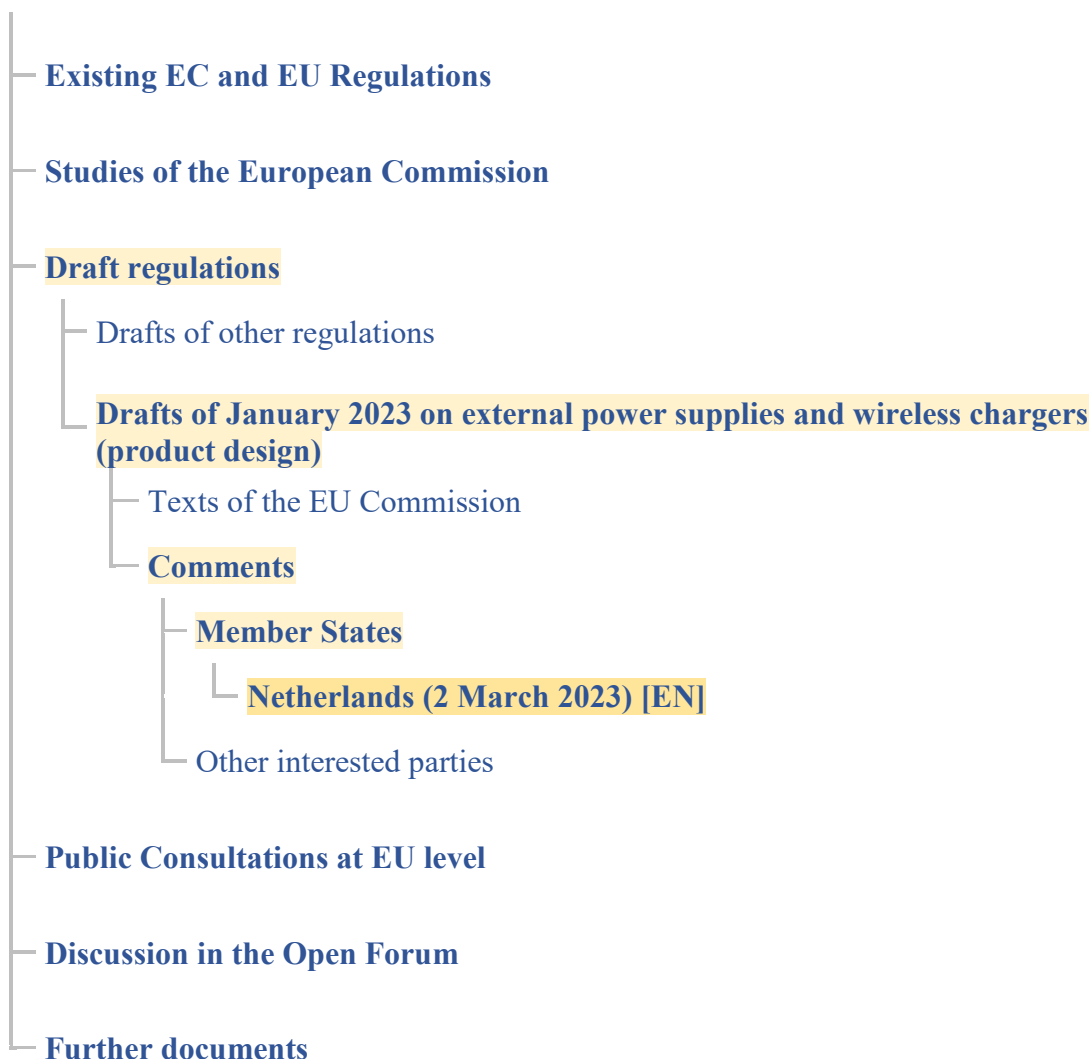 Existing EC and EU Regulations
Studies of the European Commission
Draft regulations
Drafts of other regulations
Drafts of January 2023 on external power supplies and wireless chargers
(product design)
Texts of the EU Commission
Comments
Member States
Netherlands (2 March 2023) [EN]
Other interested parties
Public Consultations at EU level
Discussion in the Open Forum
Further documents